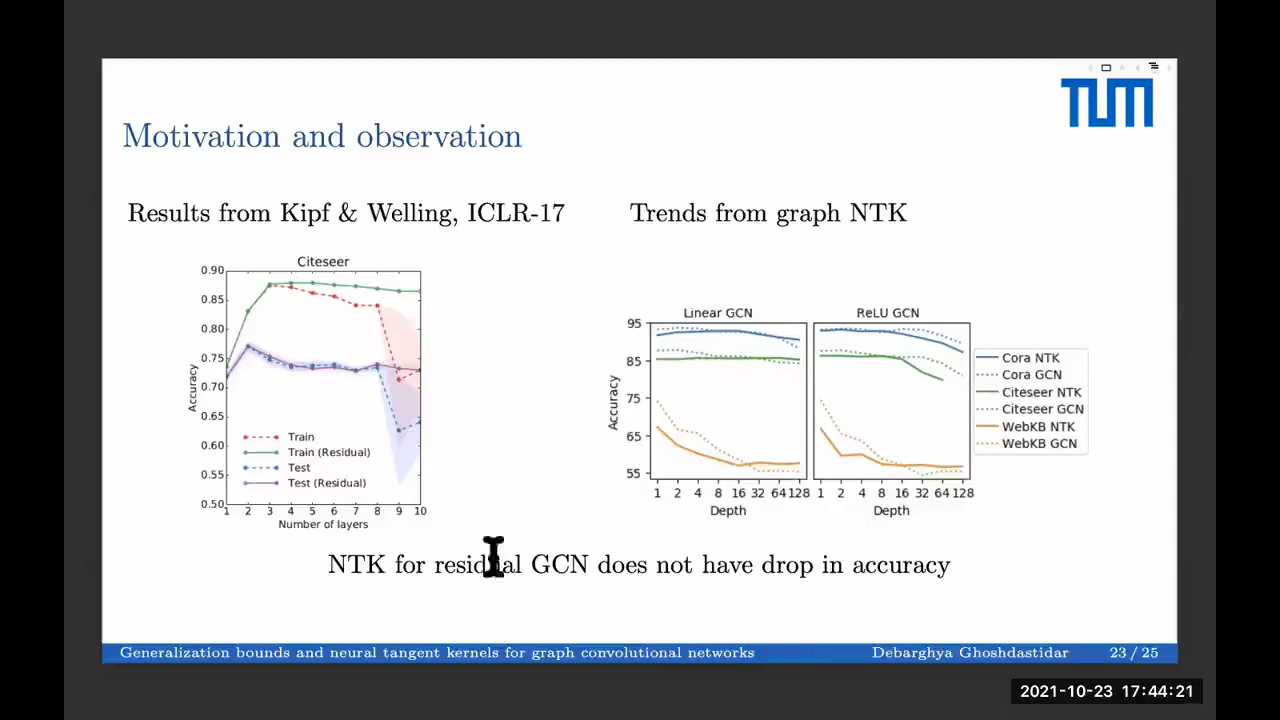 TUM
Motivation and observation
Results from Kipf & Welling, ICLR-17
Trends from graph NTK
Citeseer
0.90
0.85
0.80
0.75
0.70
0.65
0.60
0.55
0.50
Accuracy
Train
Train (Residual)
Test
Test (Residual)
1 2 3 4 5 6 7 8 9 10
Number of layers
Linear GCN
ReLU GCN
95
85
75
65
55
Accuracy
1 2 4 8 16 32 64 128
1 2 4 8 16 32 64 128
Depth
Depth
Cora NTK
Cora GCN
Citeseer NTK
Citeseer GCN
WebKB NTK
WebKB GCN
NTK for residual GCN does not have drop in accuracy
Generalization bounds and neural tangent kernels for graph convolutional networks Debarghya Ghoshdastidar 23 / 25
2021-10-23 17:44:21